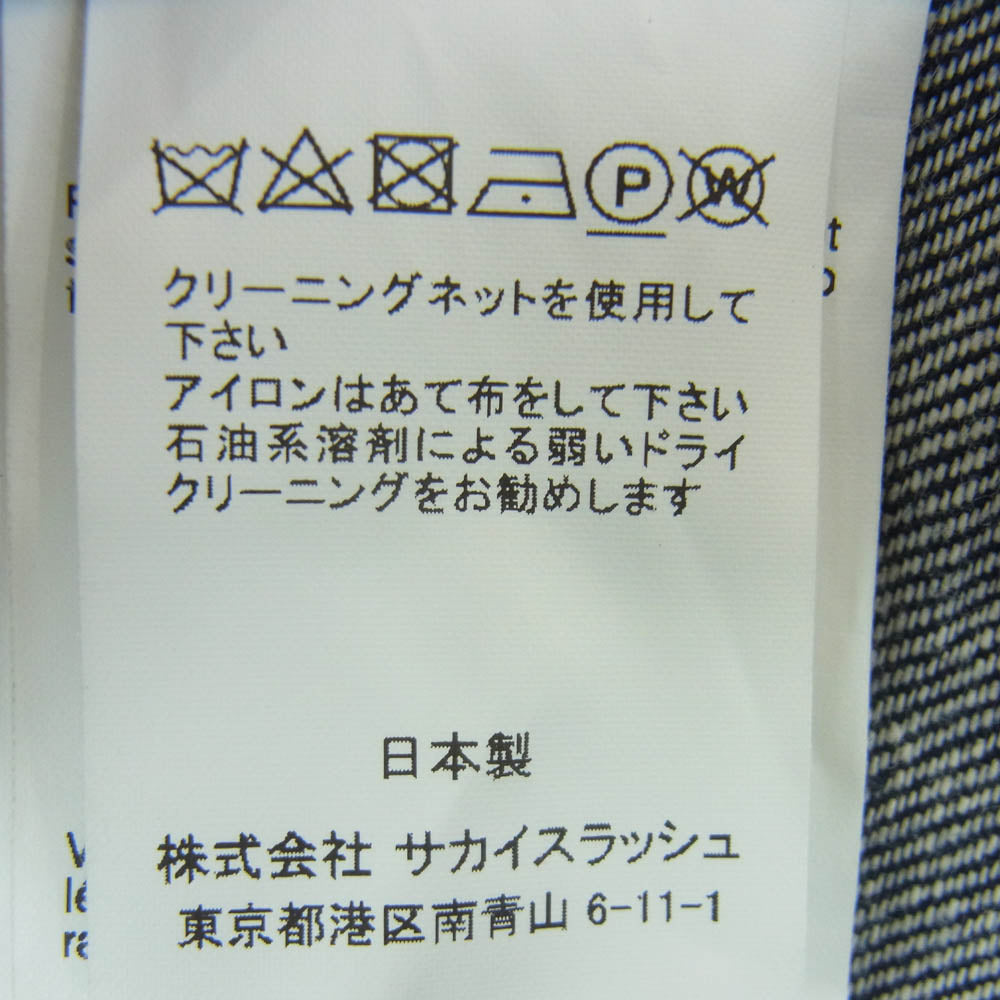 P W
クリーニングネットを使用して
下さい
アイロンはあて布をして下さい
石油系溶剤による弱いドライ
クリーニングをお勧めします
日本製
株式会社 サカイスラッシュ
東京都港区南青山 6-11-1